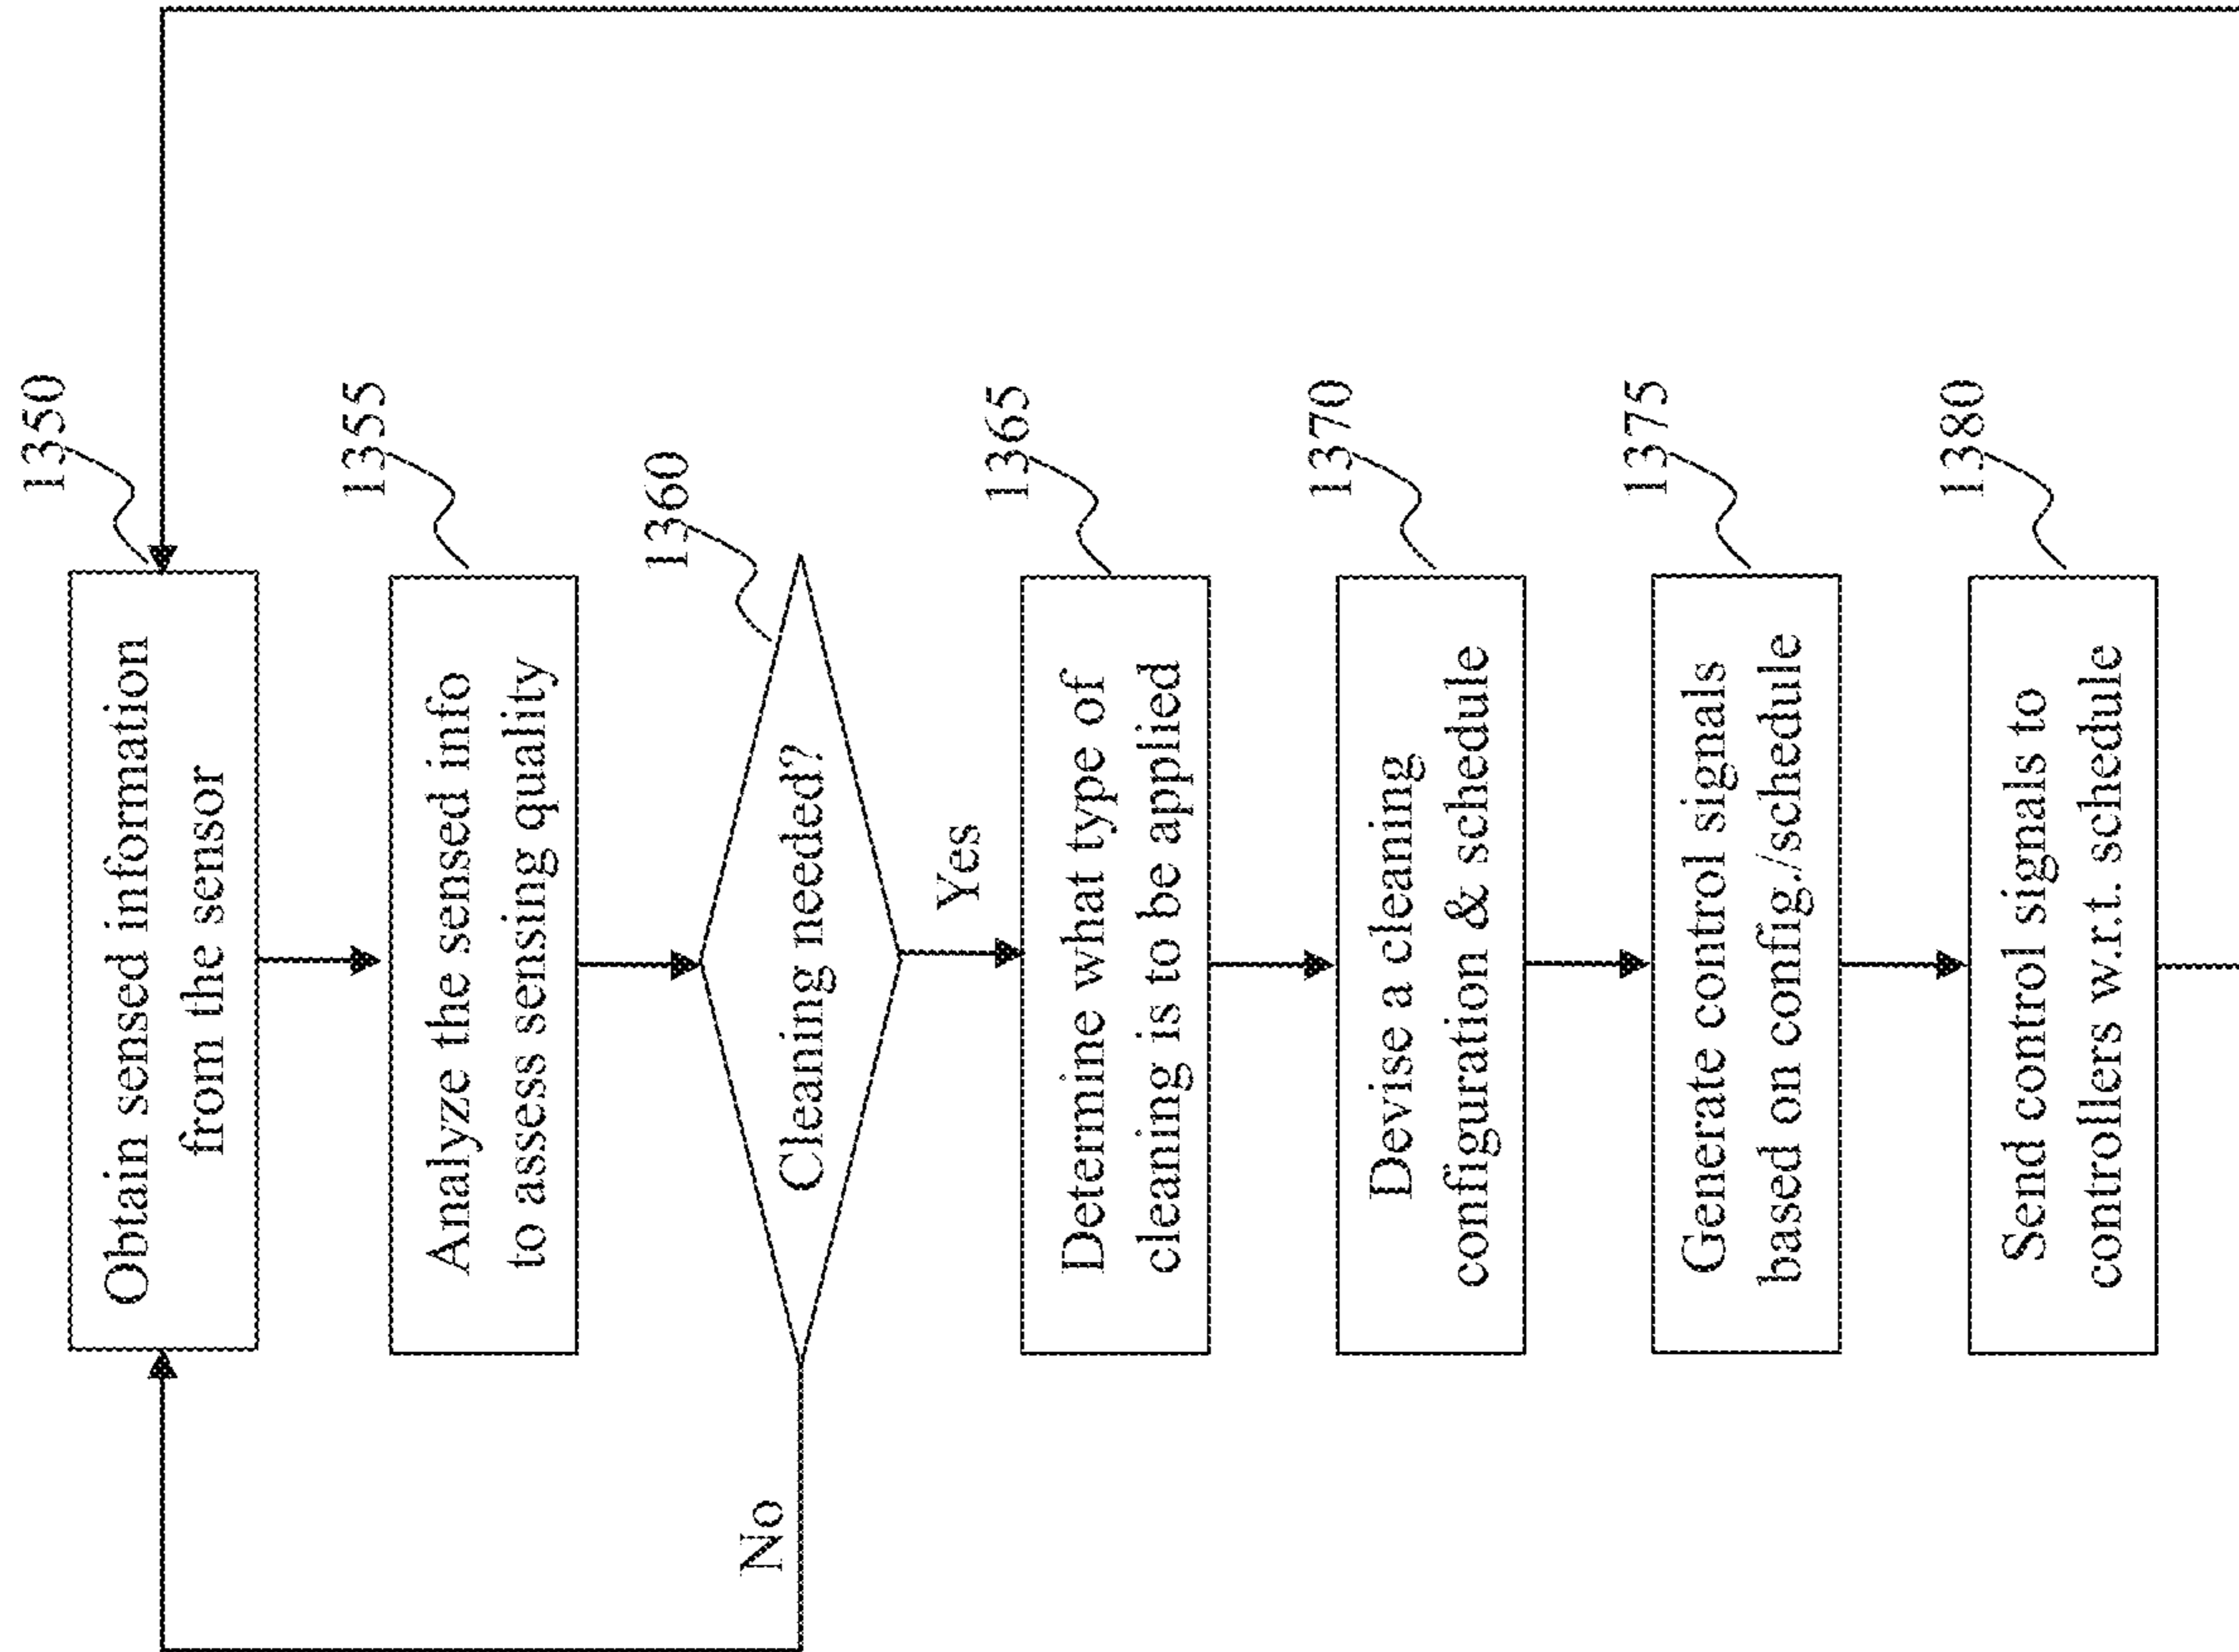 1350
Obtain sensed information
from the sensor
1355
Analyze the sensed info
to assess sensing quality
1360
Cleaning needed?
No
Yes
1365
Determine what type of
cleaning is to be applied
1370
Devise a cleaning
configuration & schedule
1375
Generate control signals
based on config./schedule
1380
Send control signals to
controllers w.r.t. schedule